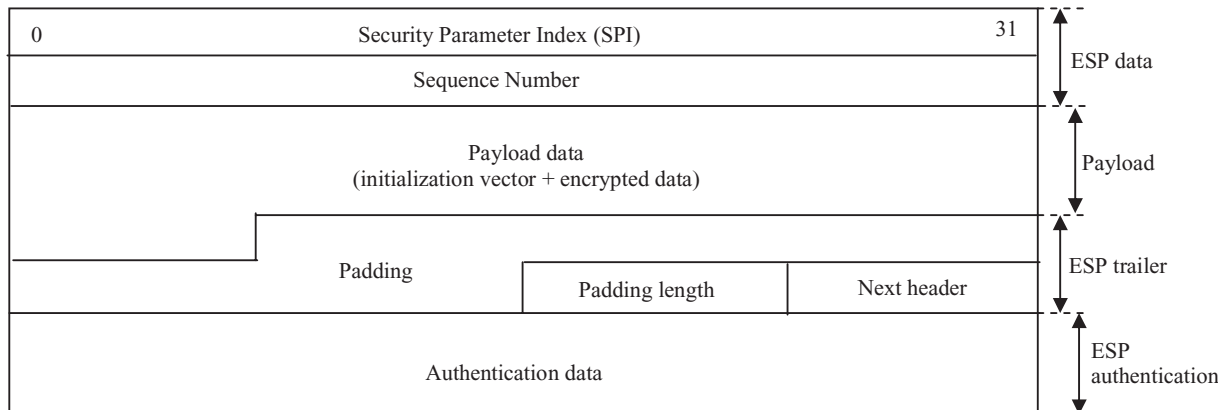 0 Security Parameter Index (SPI) 31
ESP data
Sequence Number
Payload data
(initialization vector + encrypted data)
Payload
Padding
ESP trailer
Padding length
Next header
Authentication data
ESP
authentication